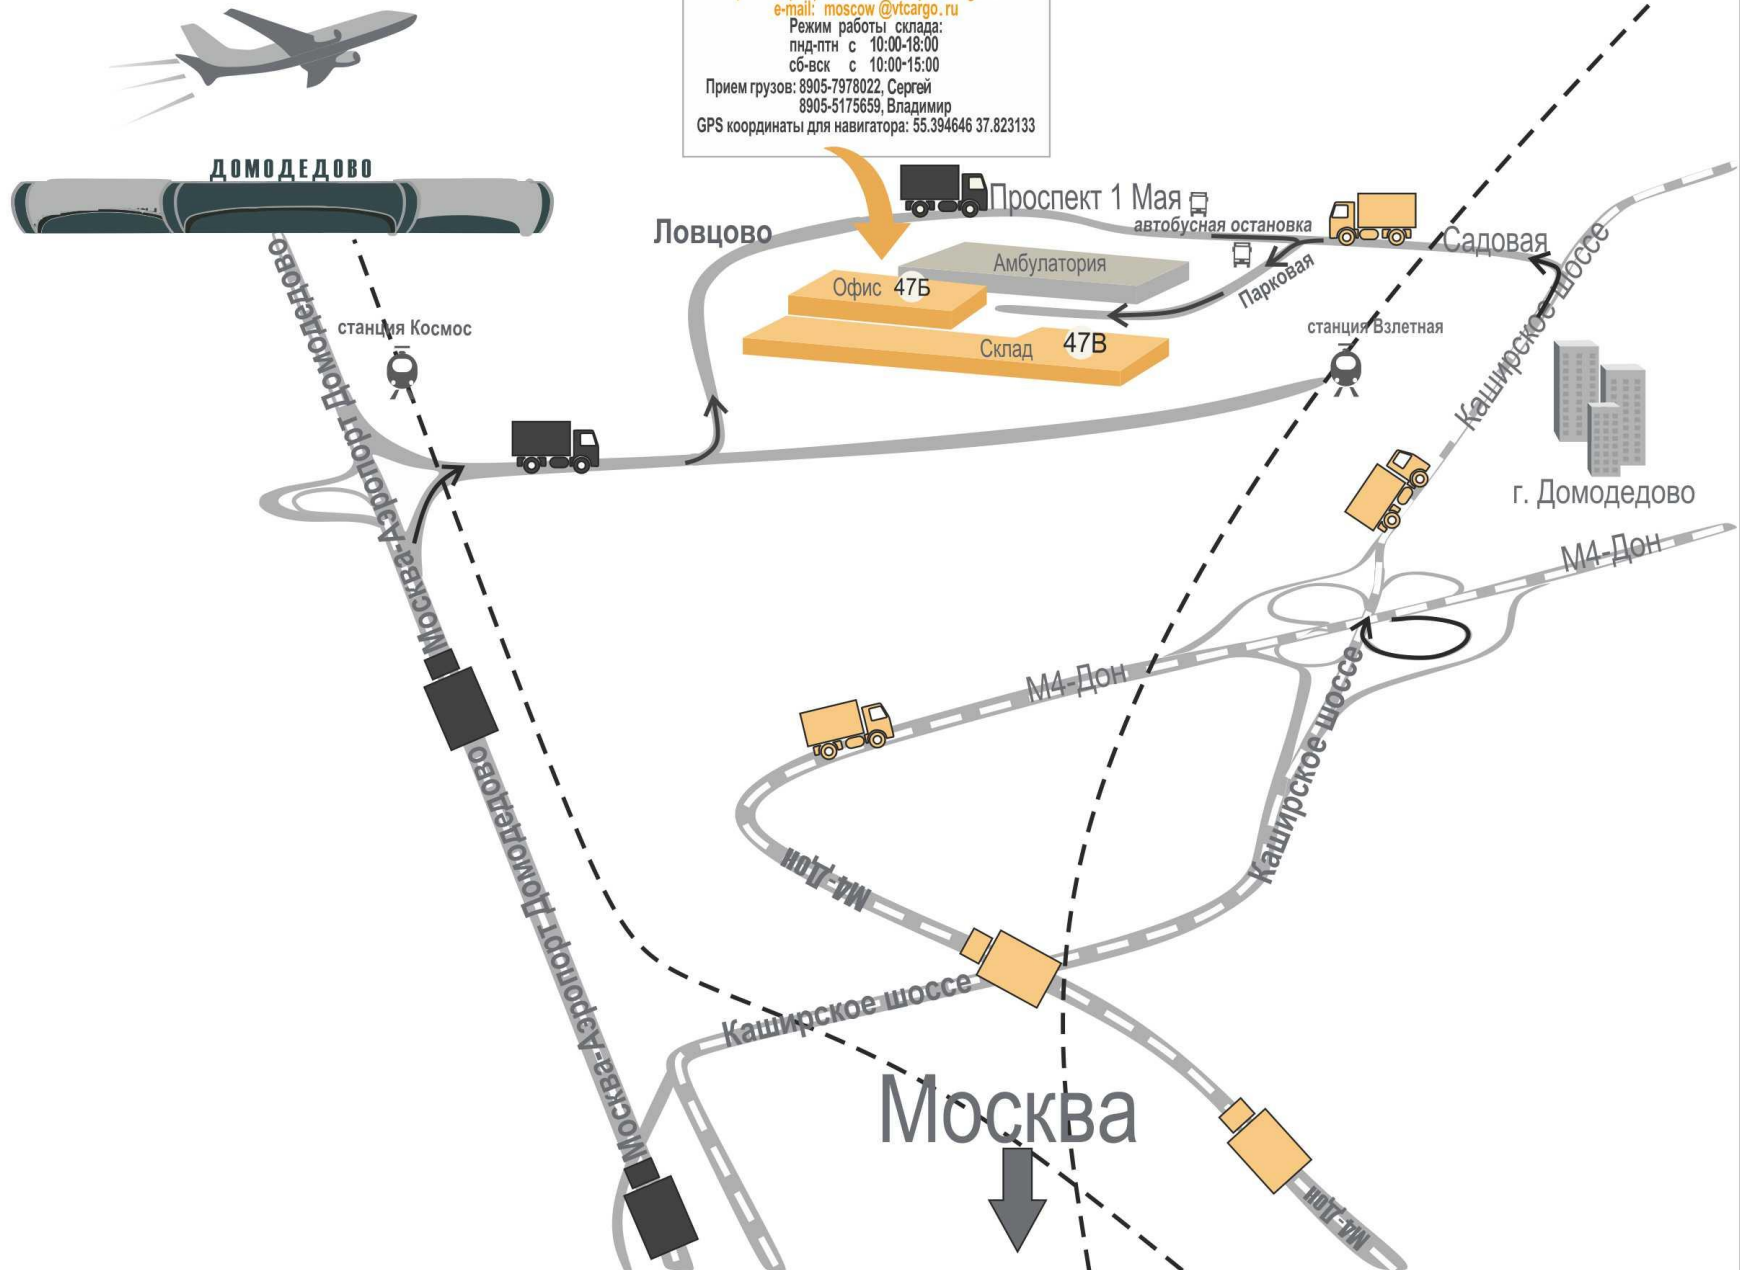 e-mail: moscow @vtcargo.ru
Режим работы склада:
пнд-птн с 10:00-18:00
сб-вск с 10:00-15:00
Прием грузов: 8905-7978022, Сергей
8905-5175659, Владимир
GPS координаты для навигатора: 55.394646 37.823133
ДОМОДЕДОВО
Проспект 1 Мая
Ловцово
автобусная остановка
Садовая
Амбулатория
Парковая
Офис 47Б
станция Космос
станция Взлетная
Склад 47В
Каширское шоссе
Москва-Аэропорт Домодедово
Домодедово
г. Домодедово
М4-Дон
М4-Дон
Каширское шоссе
М4-Дон
Москва-Аэропорт Домодедово
Каширское шоссе
Москва
М4-Дон